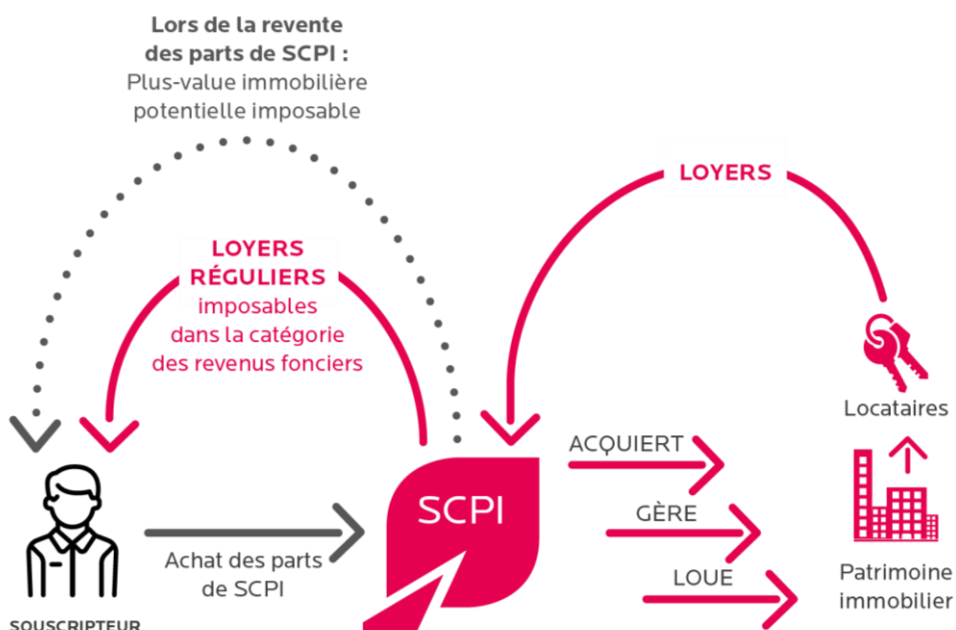 Lors de la revente
des parts de SCPI :
Plus-value immobilière
potentielle imposable
LOYERS
LOYERS
RÉGULIERS
imposables
dans la catégorie
des revenus fonciers
Locataires
ACQUIERT
SCPI
GÈRE
Achat des parts
de SCPI
LOUE
Patrimoine
immobilier
SOUSCRIPTEUR